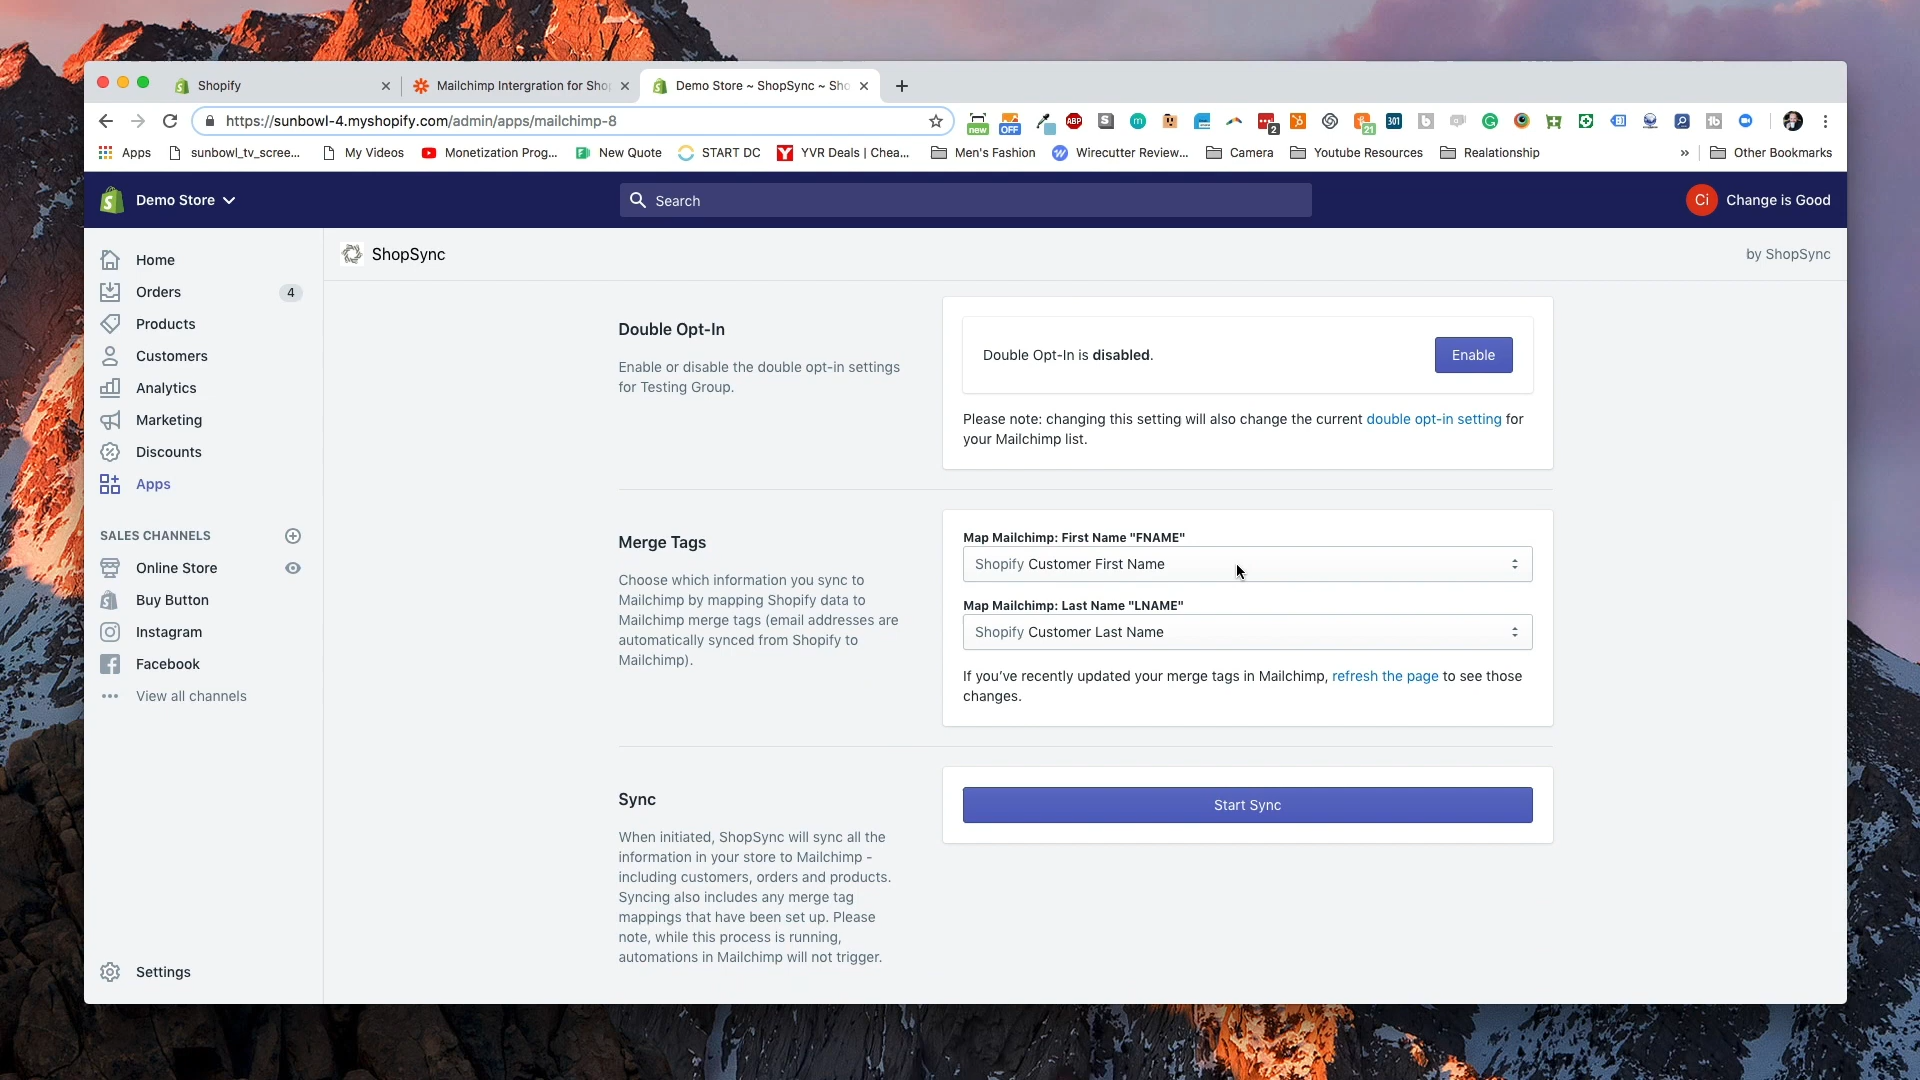 Shopify
Mailchimp Intergration for Sho
Demo Store ~ ShopSync ~ Sho
https://sunbowl-4.myshopify.com/admin/apps/mailchimp-8
new
OFF
ABP
S
m
2
21
301
b
tb
Apps
sunbowl_tv_scree...
My Videos
Monetization Prog...
New Quote
START DC
YVR Deals | Chea...
Men's Fashion
Wirecutter Review...
Camera
Youtube Resources
Realationship
»
Other Bookmarks
Demo Store
Search
Ci
Change is Good
Home
Orders
4
Products
Customers
Analytics
Marketing
Discounts
Apps
SALES CHANNELS
Online Store
Buy Button
Instagram
Facebook
View all channels
Settings
ShopSync
by ShopSync
Double Opt-In
Enable or disable the double opt-in settings
for Testing Group.
Double Opt-In is disabled.
Enable
Please note: changing this setting will also change the current double opt-in setting for
your Mailchimp list.
Merge Tags
Choose which information you sync to
Mailchimp by mapping Shopify data to
Mailchimp merge tags (email addresses are
automatically synced from Shopify to
Mailchimp).
Map Mailchimp: First Name "FNAME"
Shopify Customer First Name
Map Mailchimp: Last Name "LNAME"
Shopify Customer Last Name
If you've recently updated your merge tags in Mailchimp, refresh the page to see those
changes.
Sync
When initiated, ShopSync will sync all the
information in your store to Mailchimp -
including customers, orders and products.
Syncing also includes any merge tag
mappings that have been set up. Please
note, while this process is running,
automations in Mailchimp will not trigger.
Start Sync